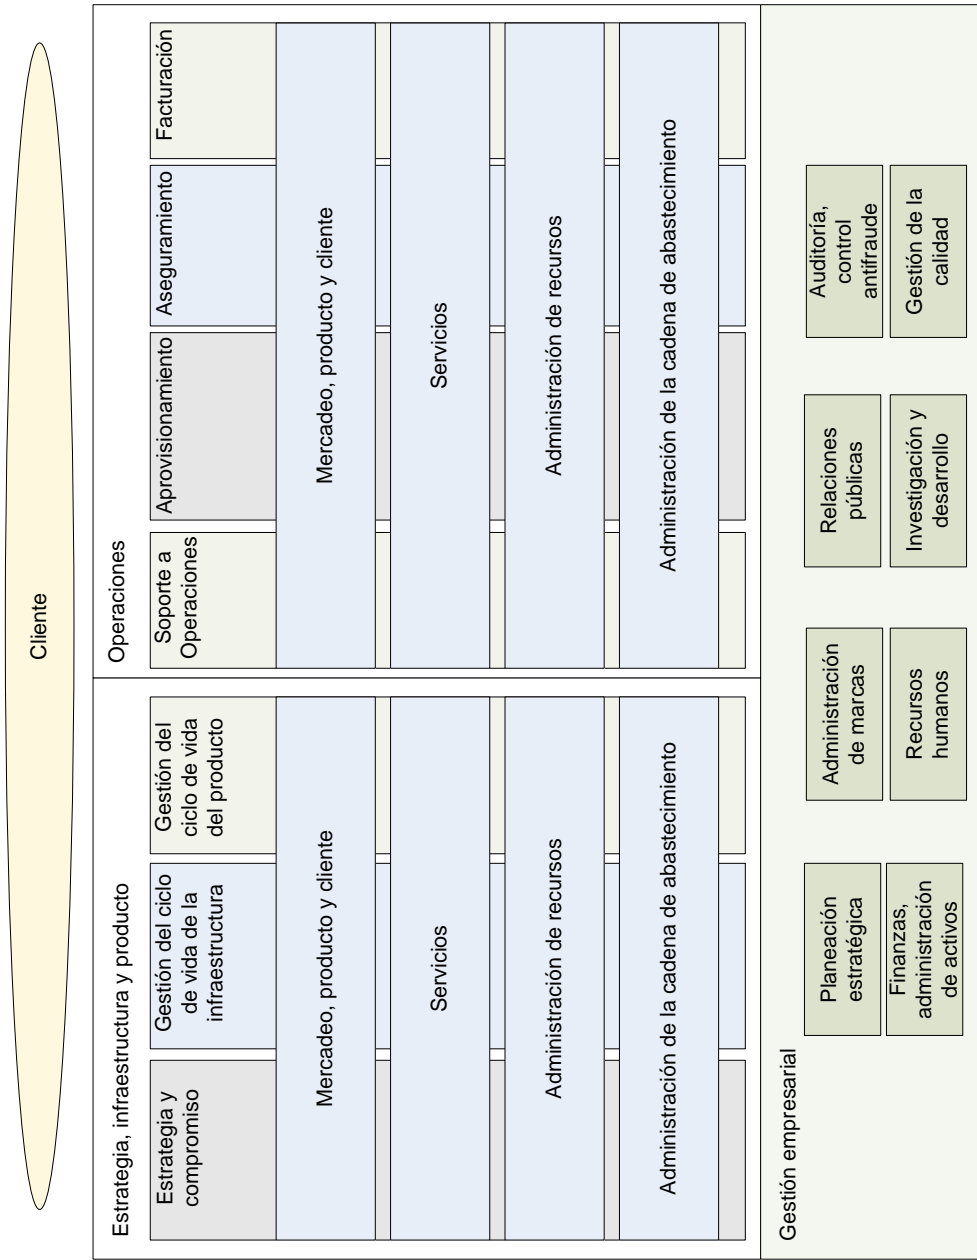 Cliente
Estrategia, infraestructura y producto
Estrategia y
compromiso
Gestión del ciclo
de vida de la
infraestructura
Gestión del
ciclo de vida
del producto
Mercadeo, producto y cliente
Servicios
Administración de recursos
Administración de la cadena de abastecimiento
Operaciones
Soporte a
Operaciones
Aprovisionamiento
Aseguramiento
Facturación
Mercadeo, producto y cliente
Servicios
Administración de recursos
Administración de la cadena de abastecimiento
Gestión empresarial
Planeación
estratégica
Administración
de marcas
Relaciones
públicas
Auditoría,
control
antifraude
Finanzas,
administración
de activos
Recursos
humanos
Investigación y
desarrollo
Gestión de la
calidad